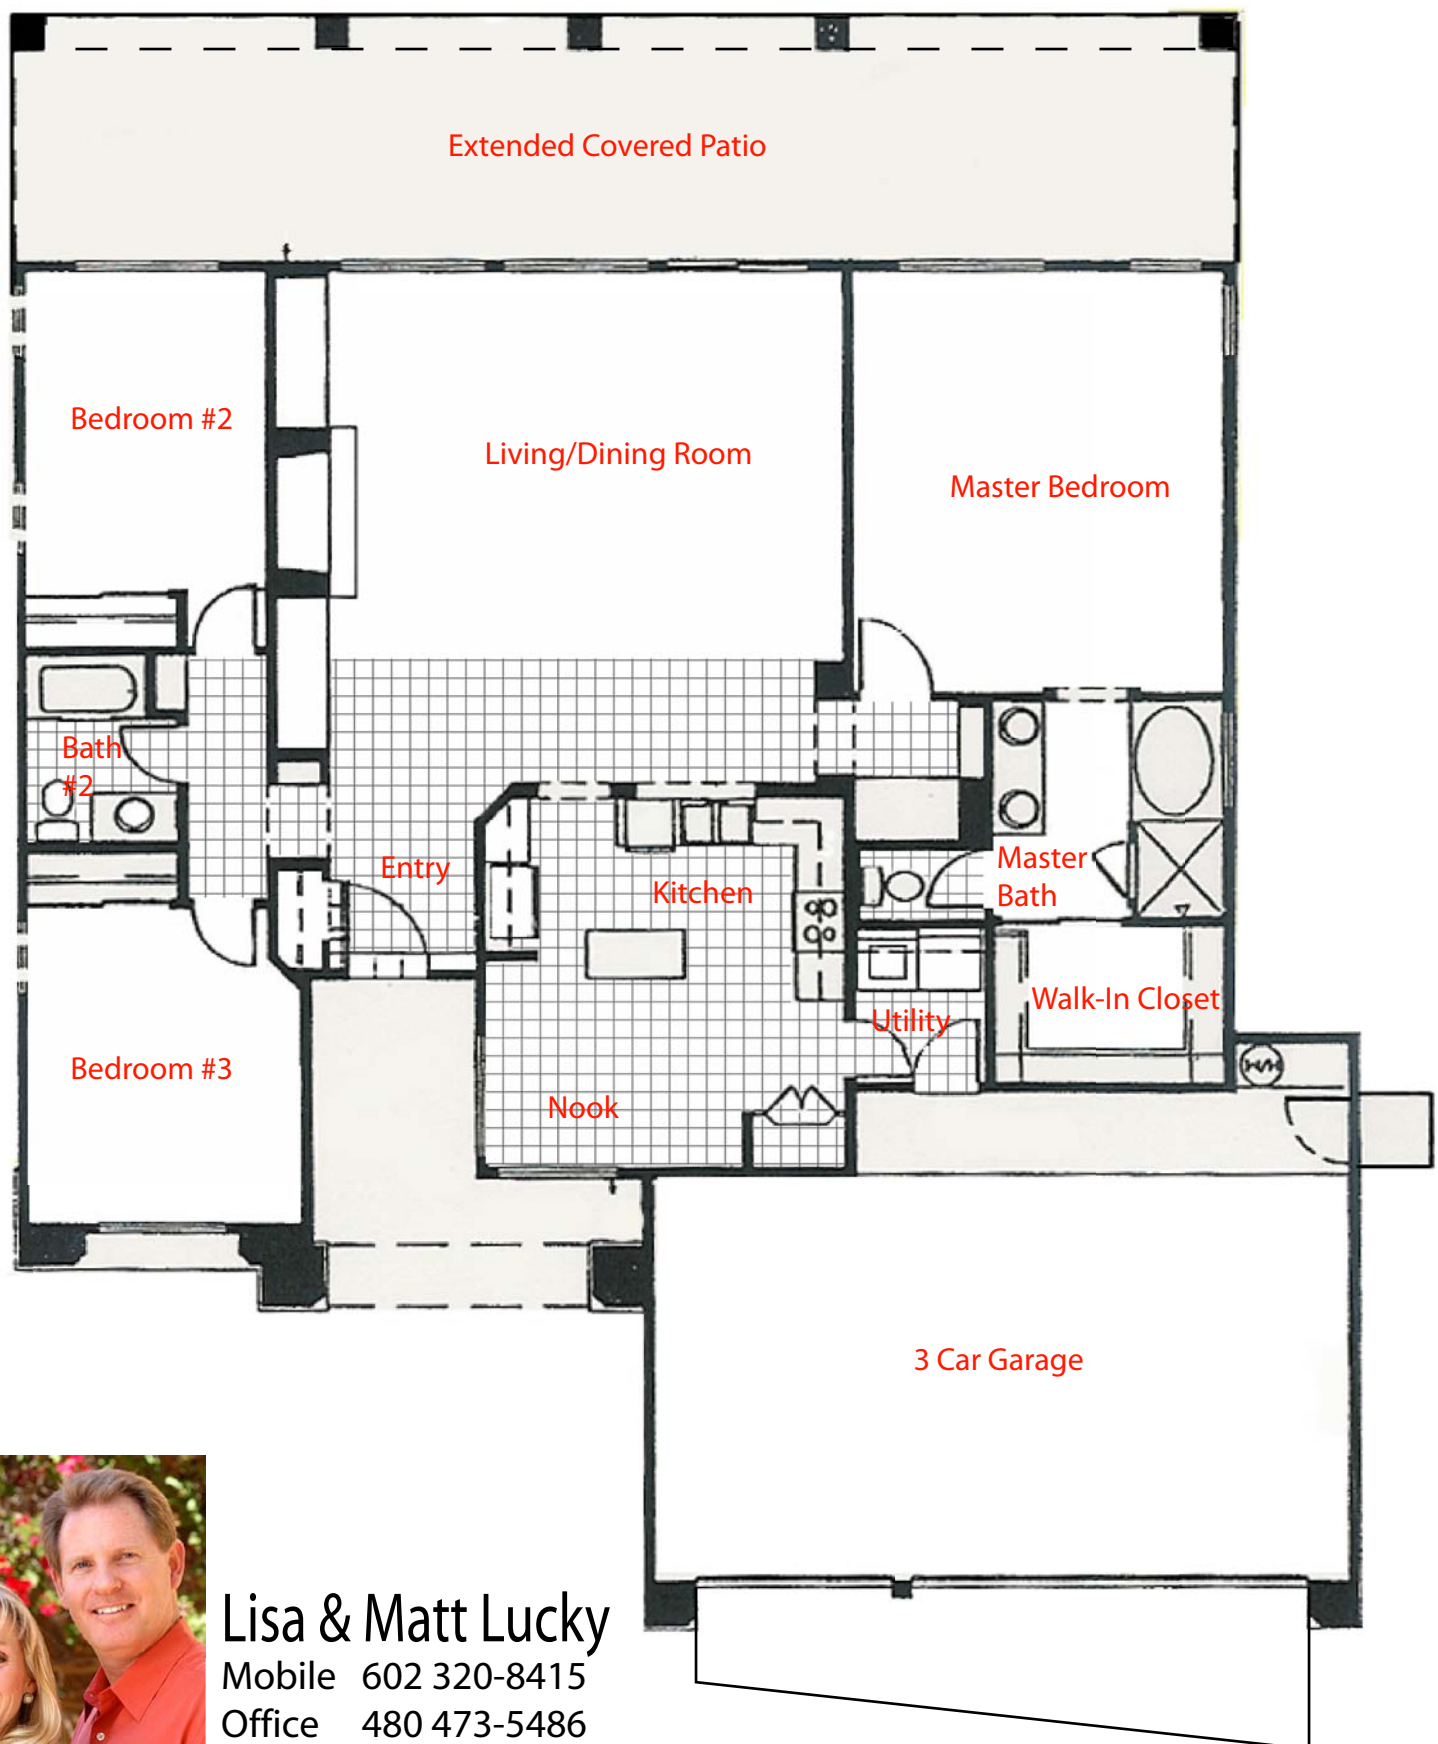 Extended Covered Patio
Bedroom #2
Living/Dining Room
Master Bedroom
Bath
#2
Entry
Kitchen
Master
Bath
Walk-In Closet
Utility
Bedroom #3
Nook
3 Car Garage
Lisa & Matt Lucky
Mobile 602 320-8415
Office 480 473-5486